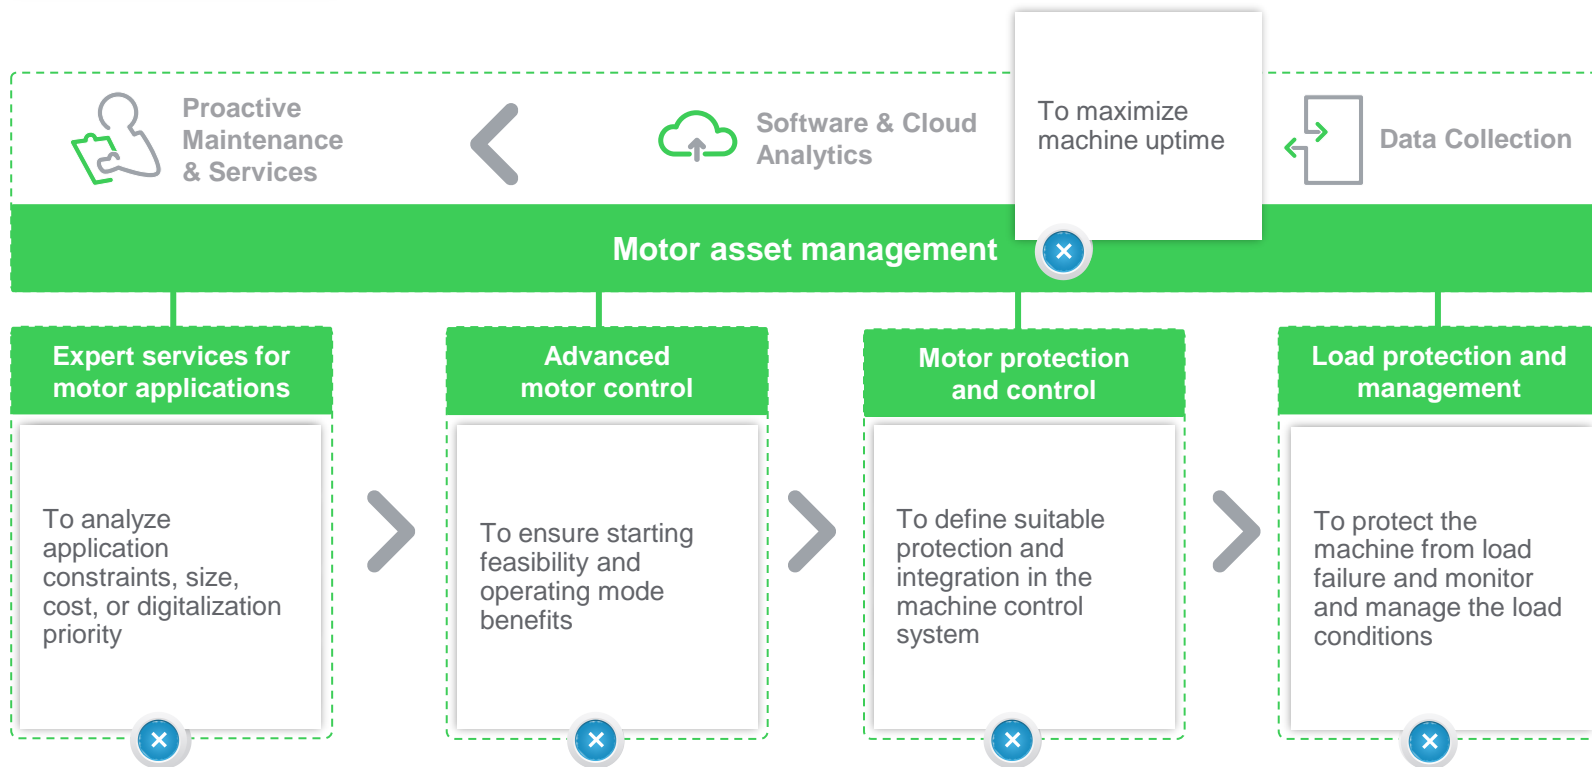 Proactive
Maintenance
& Services
Software & Cloud
Analytics
To maximize
machine uptime
Data Collection
Motor asset management
Expert services for
motor applications
To analyze
application
constraints, size,
cost, or digitalization
priority
Advanced
motor control
To ensure starting
feasibility and
operating mode
benefits
Motor protection
and control
To define suitable
protection and
integration in the
machine control
system
Load protection and
management
To protect the
machine from load
failure and monitor
and manage the load
conditions